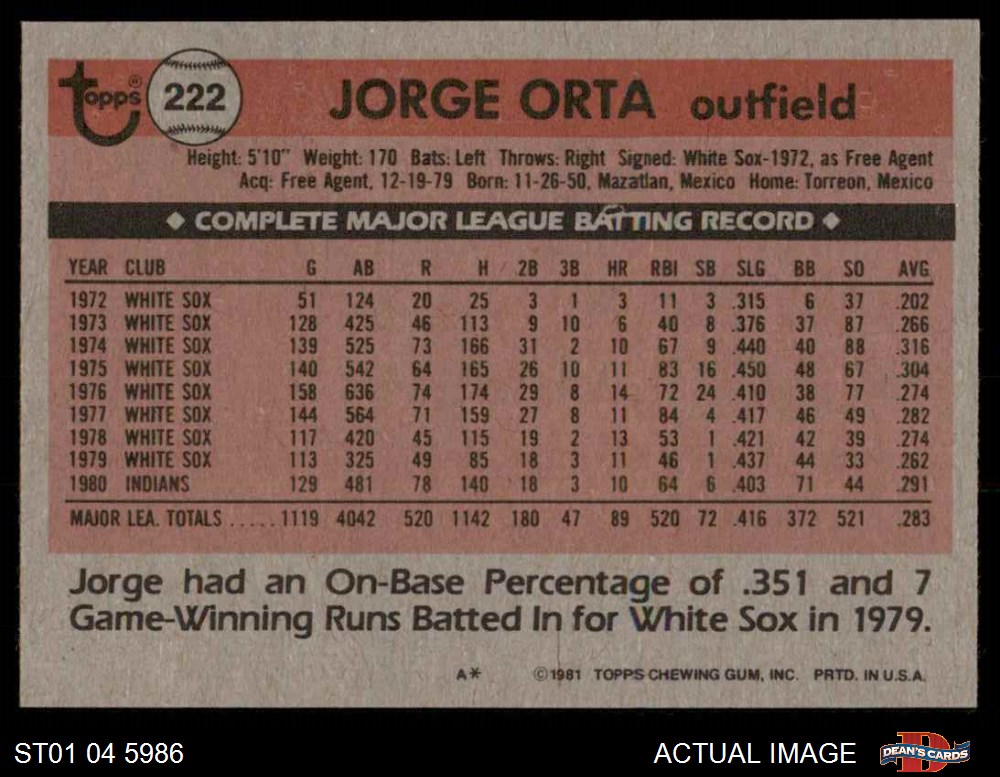 topps® 222 JORGE ORTA outfield
Height: 5'10" Weight: 170 Bats: Left Throws: Right Signed: White Sox-1972, as Free Agent
Acq: Free Agent, 12-19-79 Born: 11-26-50, Mazatlan, Mexico Home: Torreon, Mexico
◆ COMPLETE MAJOR LEAGUE BATTING RECORD ◆
YEAR CLUB G AB R H 2B 3B HR RBI SB SLG BB SO AVG.
1972 WHITE SOX 51 124 20 25 3 1 3 11 3 .315 6 37 .202
1973 WHITE SOX 128 425 46 113 9 10 6 40 8 .376 37 87 .266
1974 WHITE SOX 139 525 73 166 31 2 10 67 9 .440 40 88 .316
1975 WHITE SOX 140 542 64 165 26 10 11 83 16 .450 48 67 .304
1976 WHITE SOX 158 636 74 174 29 8 14 72 24 .410 38 77 .274
1977 WHITE SOX 144 564 71 159 27 8 11 84 4 .417 46 49 .282
1978 WHITE SOX 117 420 45 115 19 2 13 53 1 .421 42 39 .274
1979 WHITE SOX 113 325 49 85 18 3 11 46 1 .437 44 33 .262
1980 INDIANS 129 481 78 140 18 3 10 64 6 .403 71 44 .291
MAJOR LEA. TOTALS .....1119 4042 520 1142 180 47 89 520 72 .416 372 521 .283
Jorge had an On-Base Percentage of .351 and 7
Game-Winning Runs Batted In for White Sox in 1979.
A* ©1981 TOPPS CHEWING GUM, INC. PRTD. IN U.S.A.
ST01 04 5986 ACTUAL IMAGE DEAN'S CARDS